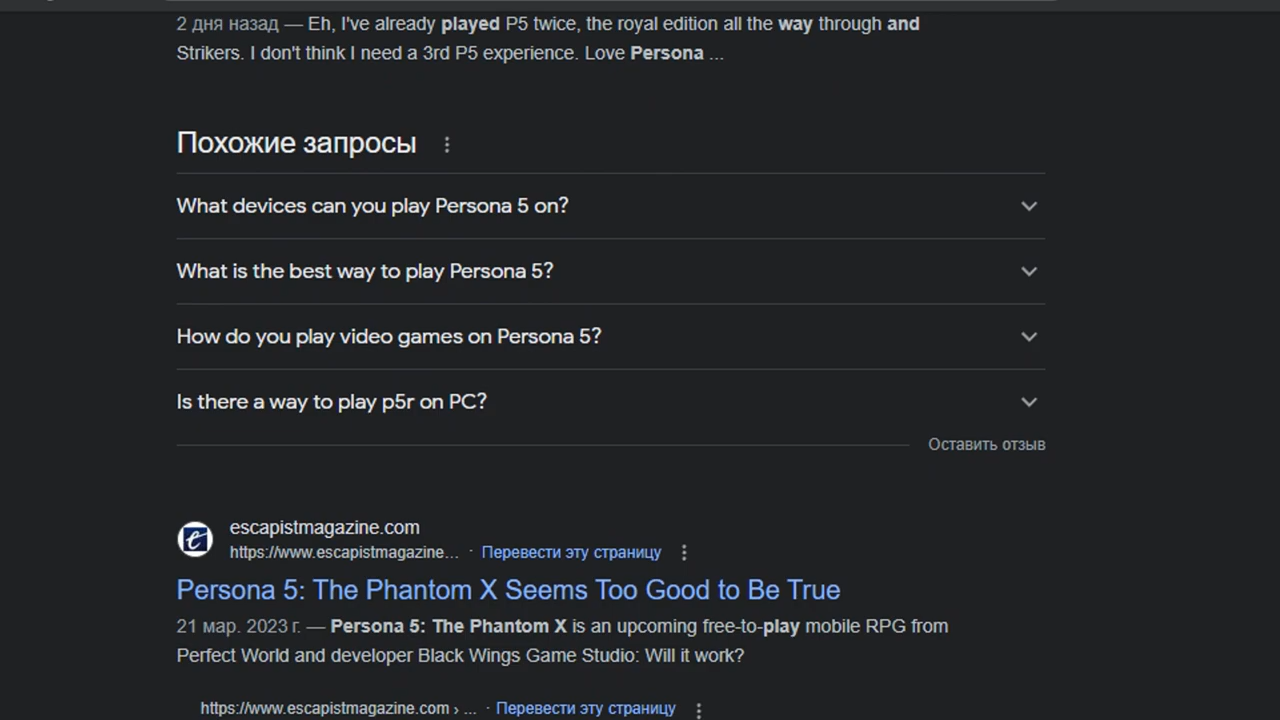 2 дня назад — Eh, I've already played P5 twice, the royal edition all the way through and
Strikers. I don't think I need a 3rd P5 experience. Love Persona ...
Похожие запросы
What devices can you play Persona 5 on?
What is the best way to play Persona 5?
How do you play video games on Persona 5?
Is there a way to play p5r on PC?
Оставить отзыв
escapistmagazine.com
https://www.escapistmagazine... · Перевести эту страницу
Persona 5: The Phantom X Seems Too Good to Be True
21 мар. 2023 г. — Persona 5: The Phantom X is an upcoming free-to-play mobile RPG from
Perfect World and developer Black Wings Game Studio: Will it work?
https://www.escapistmagazine.com › ... · Перевести эту страницу